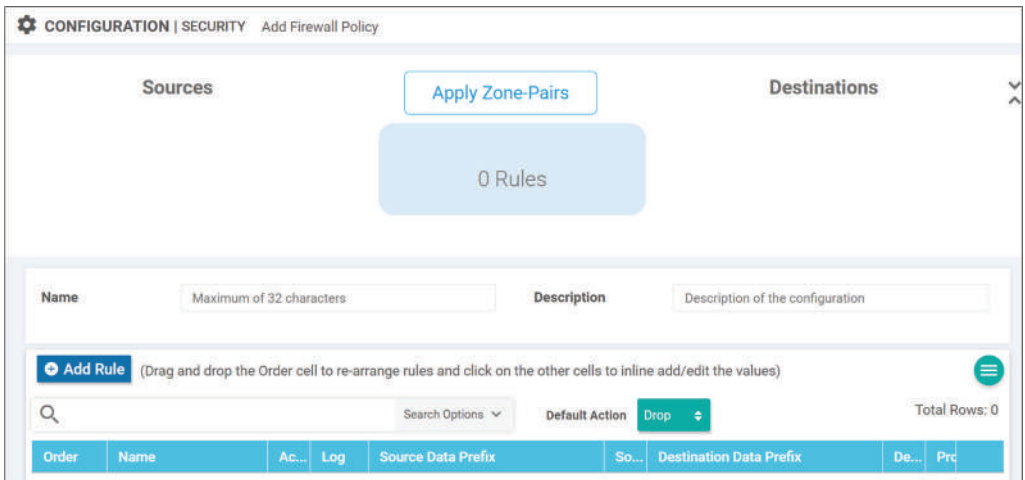 CONFIGURATION | SECURITY Add Firewall Policy
Sources Apply Zone-Pairs Destinations
0 Rules
Name Maximum of 32 characters Description Description of the configuration
Add Rule (Drag and drop the Order cell to re-arrange rules and click on the other cells to inline add/edit the values)
Search Options Default Action Drop Total Rows: 0
Order Name Ac... Log Source Data Prefix So... Destination Data Prefix De... Prc